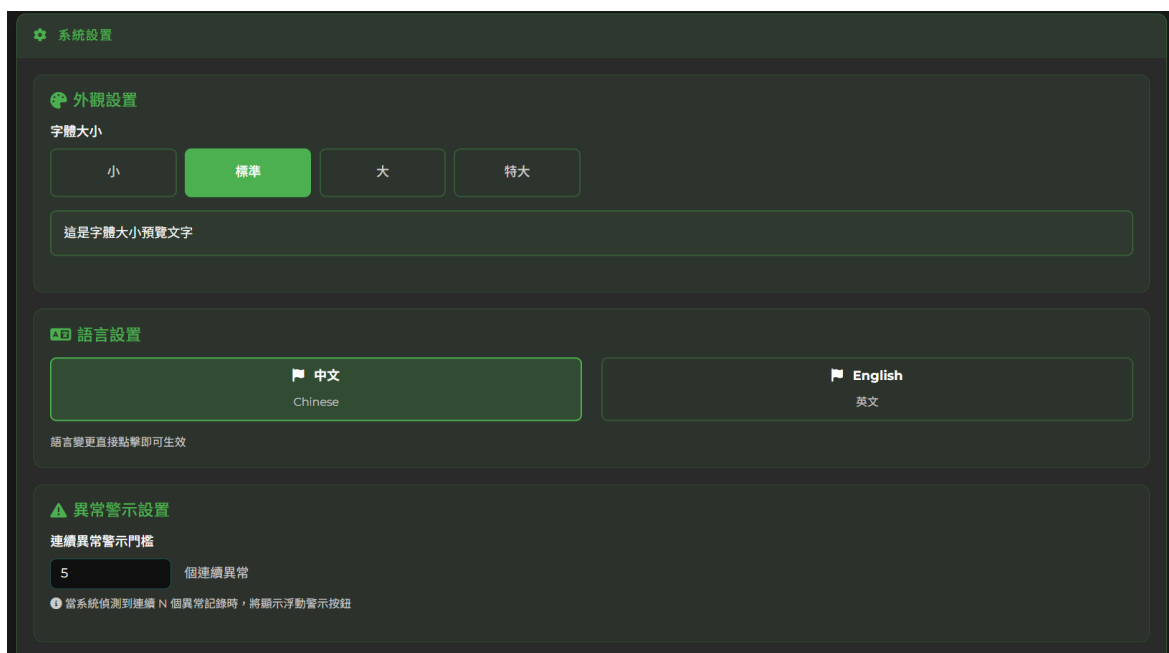 系統設置
外觀設置
字體大小
小 標準 大 特大
這是字體大小預覽文字
語言設置
中文 English
Chinese 英文
語言變更直接點擊即可生效
異常警示設置
連續異常警示門檻
5 個連續異常
當系統偵測到連續 N 個異常記錄時，將顯示浮動警示按鈕